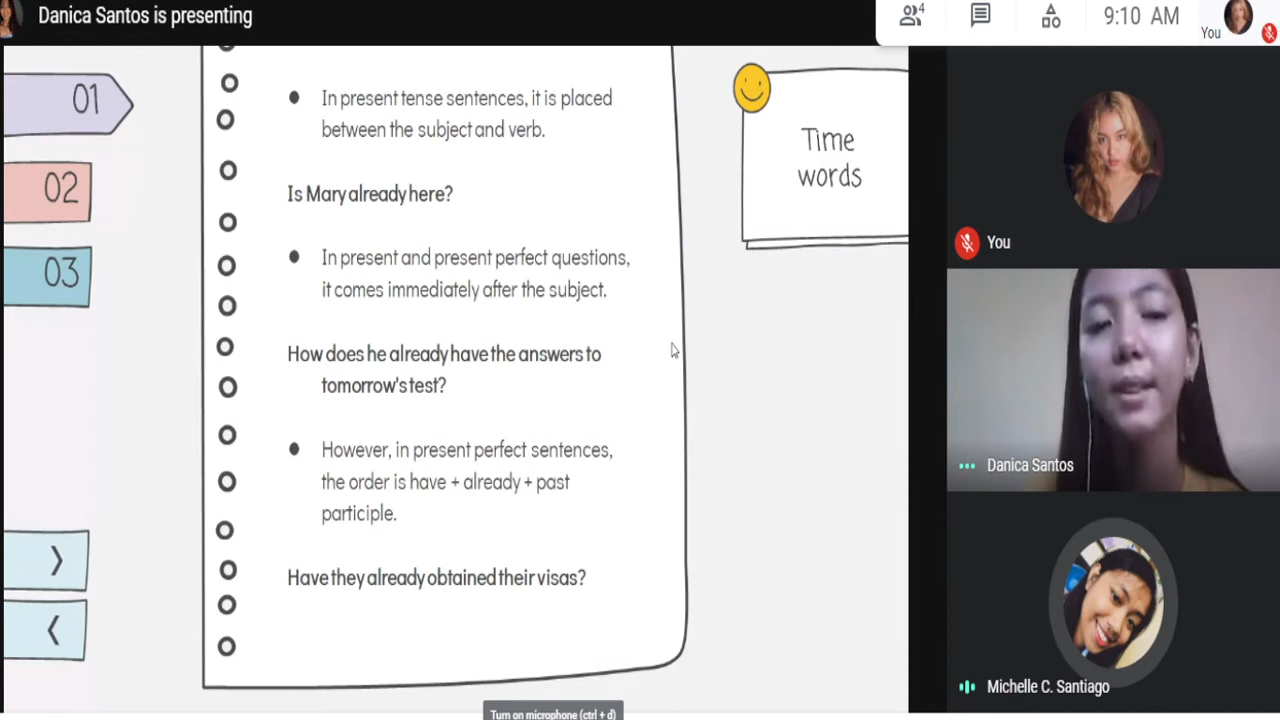 Danica Santos is presenting
4
9:10 AM
You
01
02
03
In present tense sentences, it is placed
between the subject and verb.
Is Mary already here?
In present and present perfect questions,
it comes immediately after the subject.
How does he already have the answers to
tomorrow's test?
However, in present perfect sentences,
the order is have + already + past
participle.
Have they already obtained their visas?
Time
words
You
Danica Santos
Michelle C. Santiago
Turn on microphone (ctrl + d)